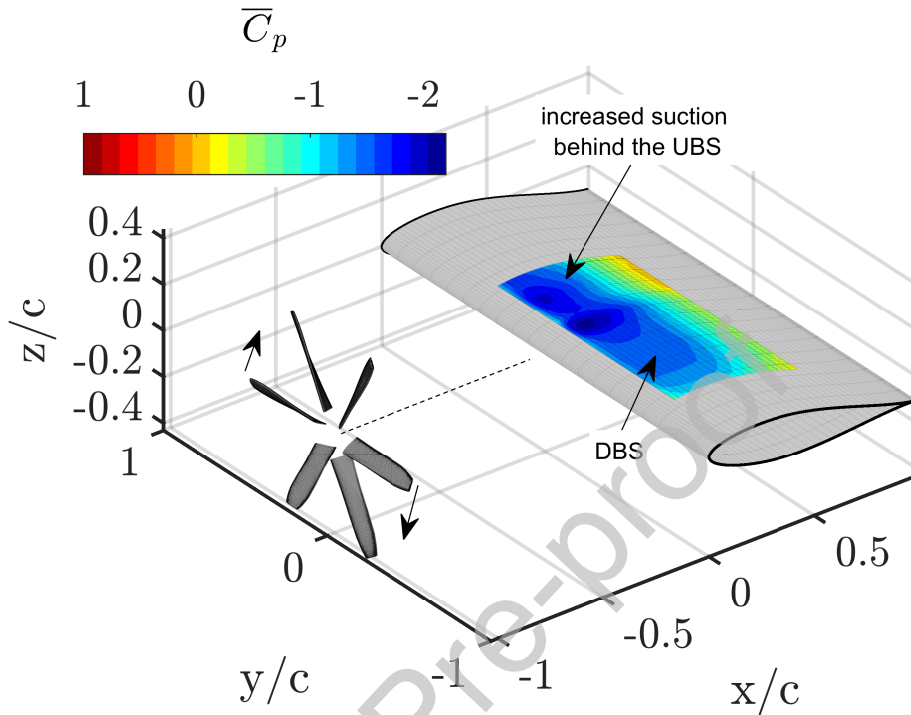 C̅p
1 0 -1 -2
increased suction
behind the UBS
DBS
z/c
0.4
0.2
0
-0.2
-0.4
1
0
-1
y/c
-1
-0.5
0
0.5
x/c
Pre-proof